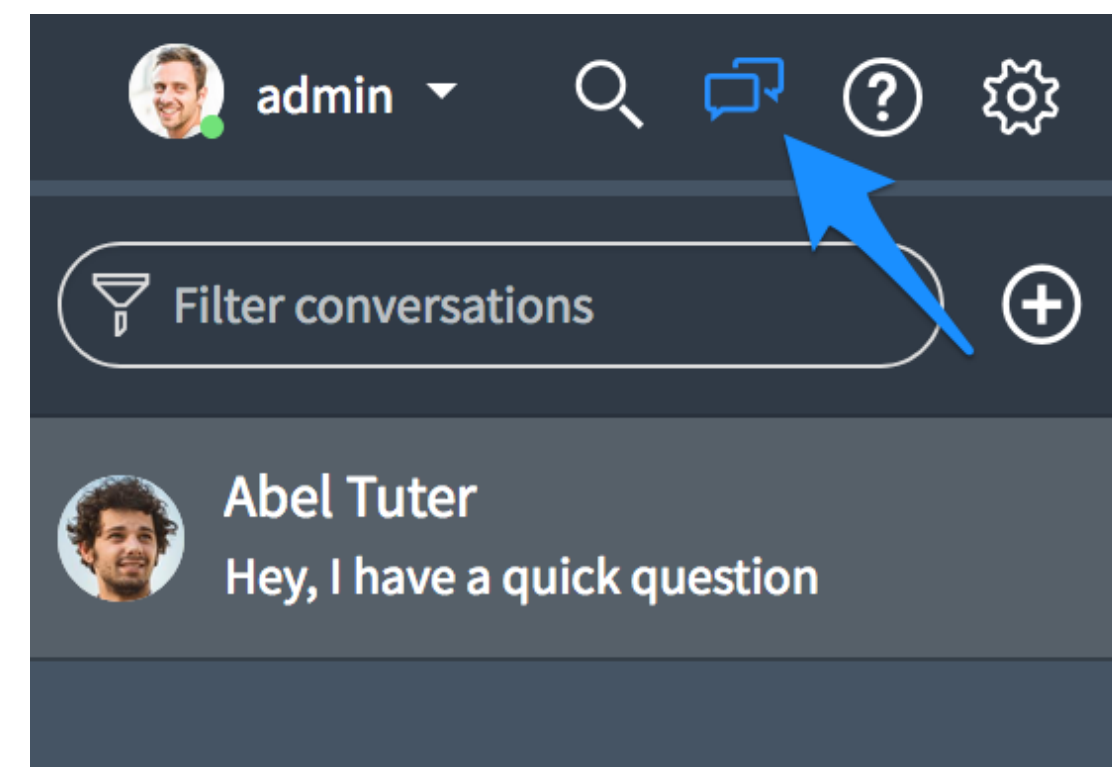 admin
Filter conversations
Abel Tuter
Hey, I have a quick question